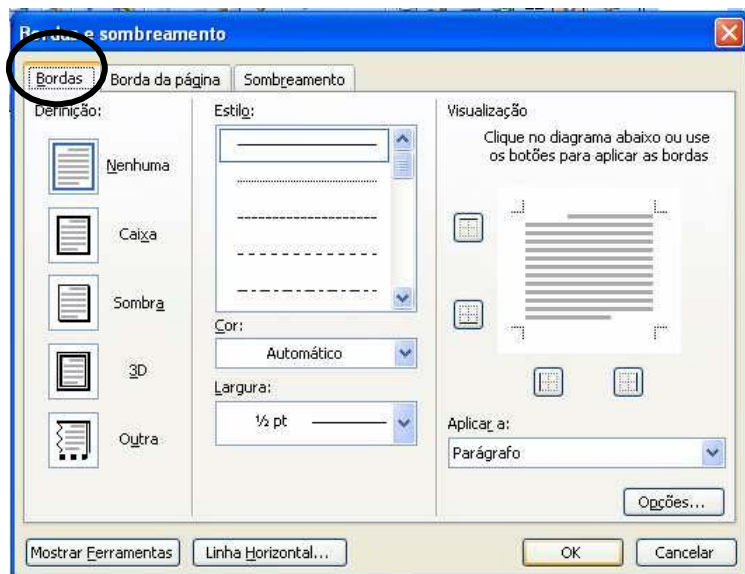 Bordas e sombreamento
Bordas
Borda da página
Sombreamento
Definição:
Nenhuma
Caixa
Sombra
3D
Outra
Estilo:
Cor:
Automático
Largura:
½ pt
Visualização
Clique no diagrama abaixo ou use
os botões para aplicar as bordas
Aplicar a:
Parágrafo
Opções...
Mostrar Ferramentas
Linha Horizontal...
OK
Cancelar